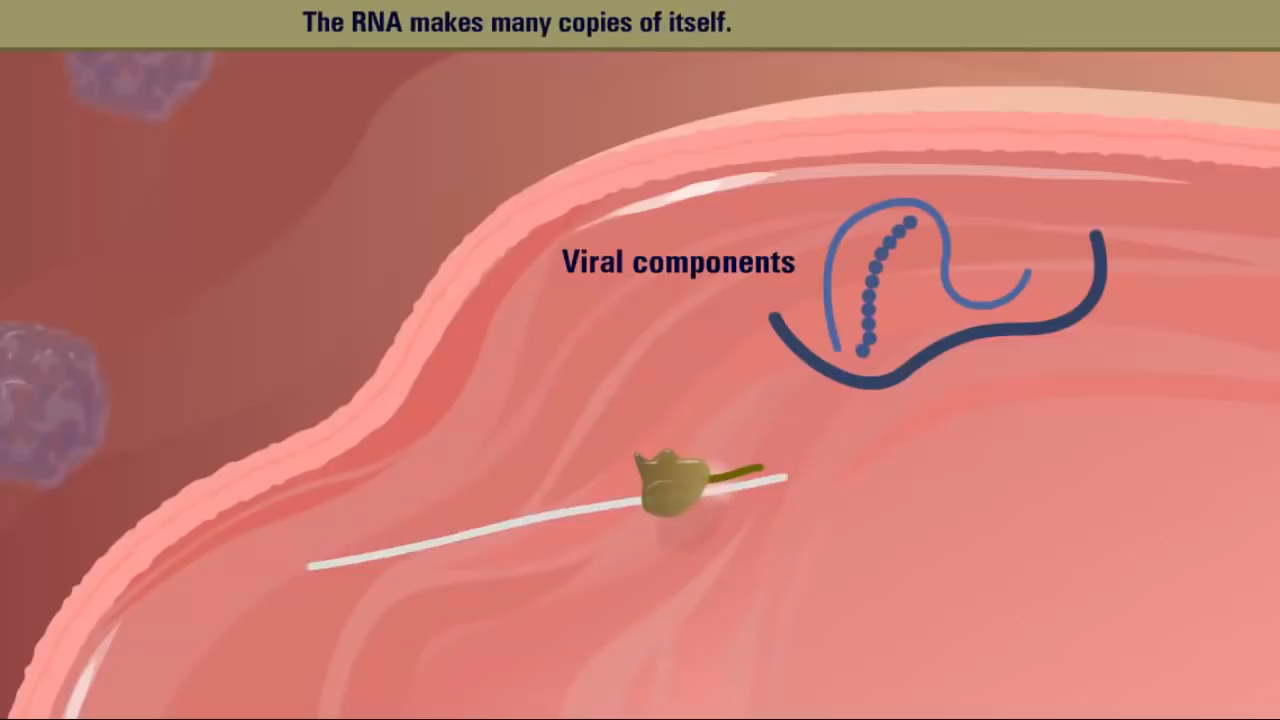 The RNA makes many copies of itself.
Viral components